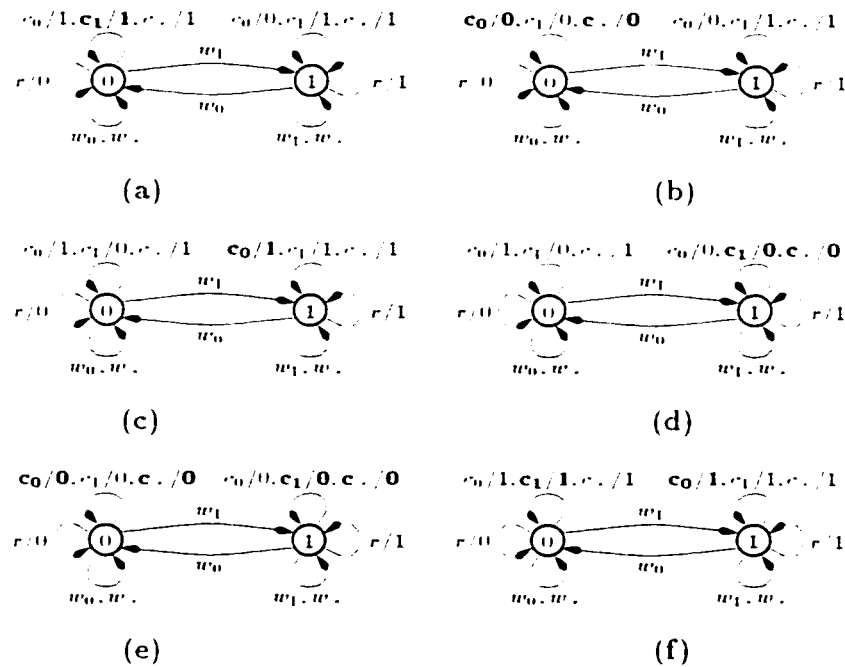 c₀/1.c₁/1.c . /1 c₀/0.c₁/1.c . /1
w₁
r/0 0 1 r/1
w₀
w₀.w . w₁.w .
(a)
c₀/0.c₁/0.c . /0 c₀/0.c₁/1.c . /1
w₁
r/0 0 1 r/1
w₀
w₀.w . w₁.w .
(b)
c₀/1.c₁/0.c . /1 c₀/1.c₁/1.c . /1
w₁
r/0 0 1 r/1
w₀
w₀.w . w₁.w .
(c)
c₀/1.c₁/0.c . . 1 c₀/0.c₁/0.c . /0
w₁
r/0 0 1 r/1
w₀
w₀.w . w₁.w .
(d)
c₀/0.c₁/0.c . /0 c₀/0.c₁/0.c . /0
w₁
r/0 0 1 r/1
w₀
w₀.w . w₁.w .
(e)
c₀/1.c₁/1.c . /1 c₀/1.c₁/1.c . /1
w₁
r/0 0 1 r/1
w₀
w₀.w . w₁.w .
(f)